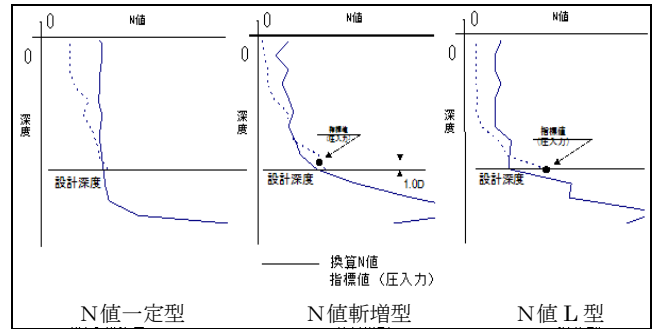 0 N値
0
深度
設計深度
N値一定型
0 N値
0
深度
指標値
(圧入力)
設計深度
1.0D
換算N値
指標値（圧入力）
N値斬増型
0 N値
0
深度
指標値
(圧入力)
設計深度
N値 L 型